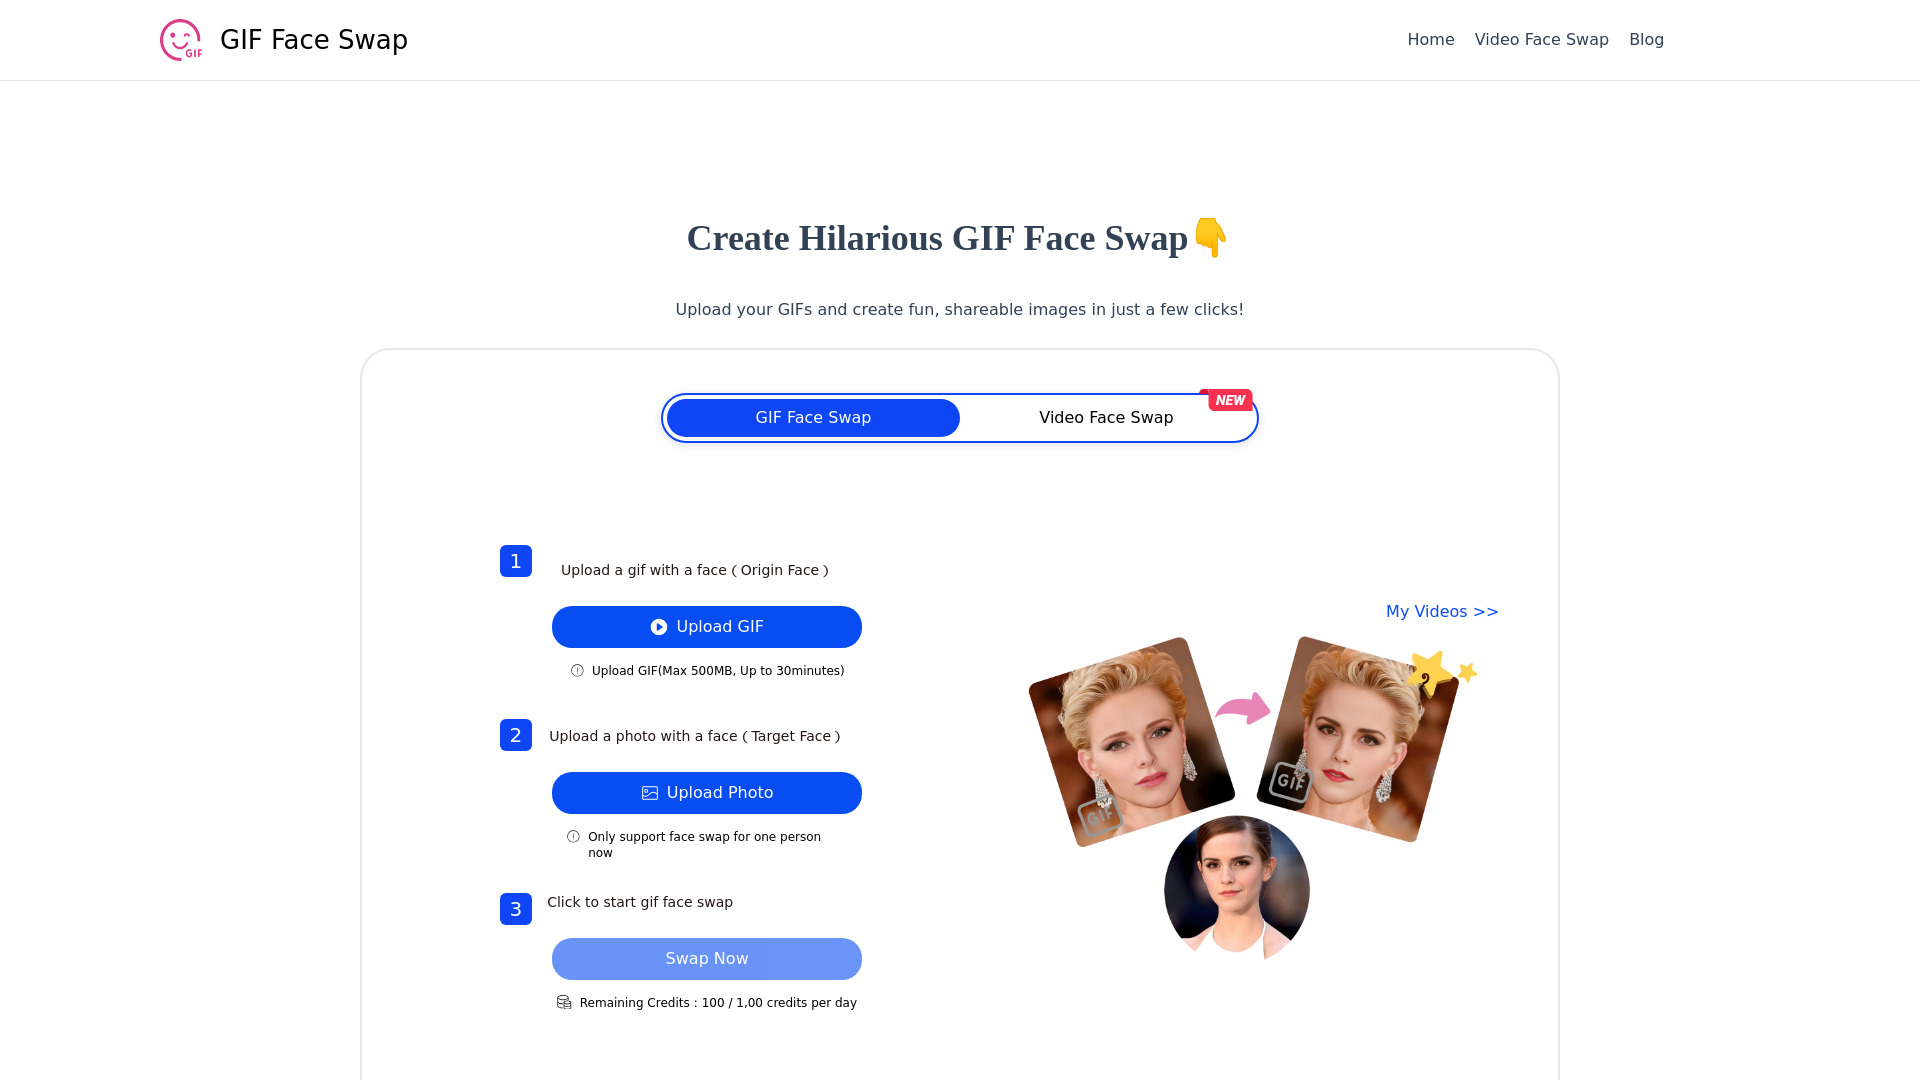 GIF
GIF Face Swap
Home
Video Face Swap
Blog
Create Hilarious GIF Face Swap👇
Upload your GIFs and create fun, shareable images in just a few clicks!
GIF Face Swap
Video Face Swap
NEW
1
Upload a gif with a face ( Origin Face )
Upload GIF
Upload GIF(Max 500MB, Up to 30minutes)
2
Upload a photo with a face ( Target Face )
Upload Photo
Only support face swap for one person
now
3
Click to start gif face swap
Swap Now
Remaining Credits : 100 / 1,00 credits per day
My Videos >>
GIF
GIF